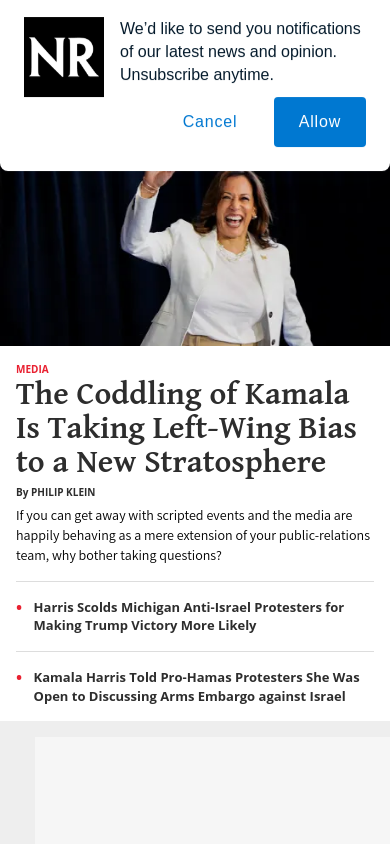 NR
We’d like to send you notifications
of our latest news and opinion.
Unsubscribe anytime.
Cancel
Allow
MEDIA
The Coddling of Kamala
Is Taking Left-Wing Bias
to a New Stratosphere
By PHILIP KLEIN
If you can get away with scripted events and the media are
happily behaving as a mere extension of your public-relations
team, why bother taking questions?
• Harris Scolds Michigan Anti-Israel Protesters for
Making Trump Victory More Likely
• Kamala Harris Told Pro-Hamas Protesters She Was
Open to Discussing Arms Embargo against Israel